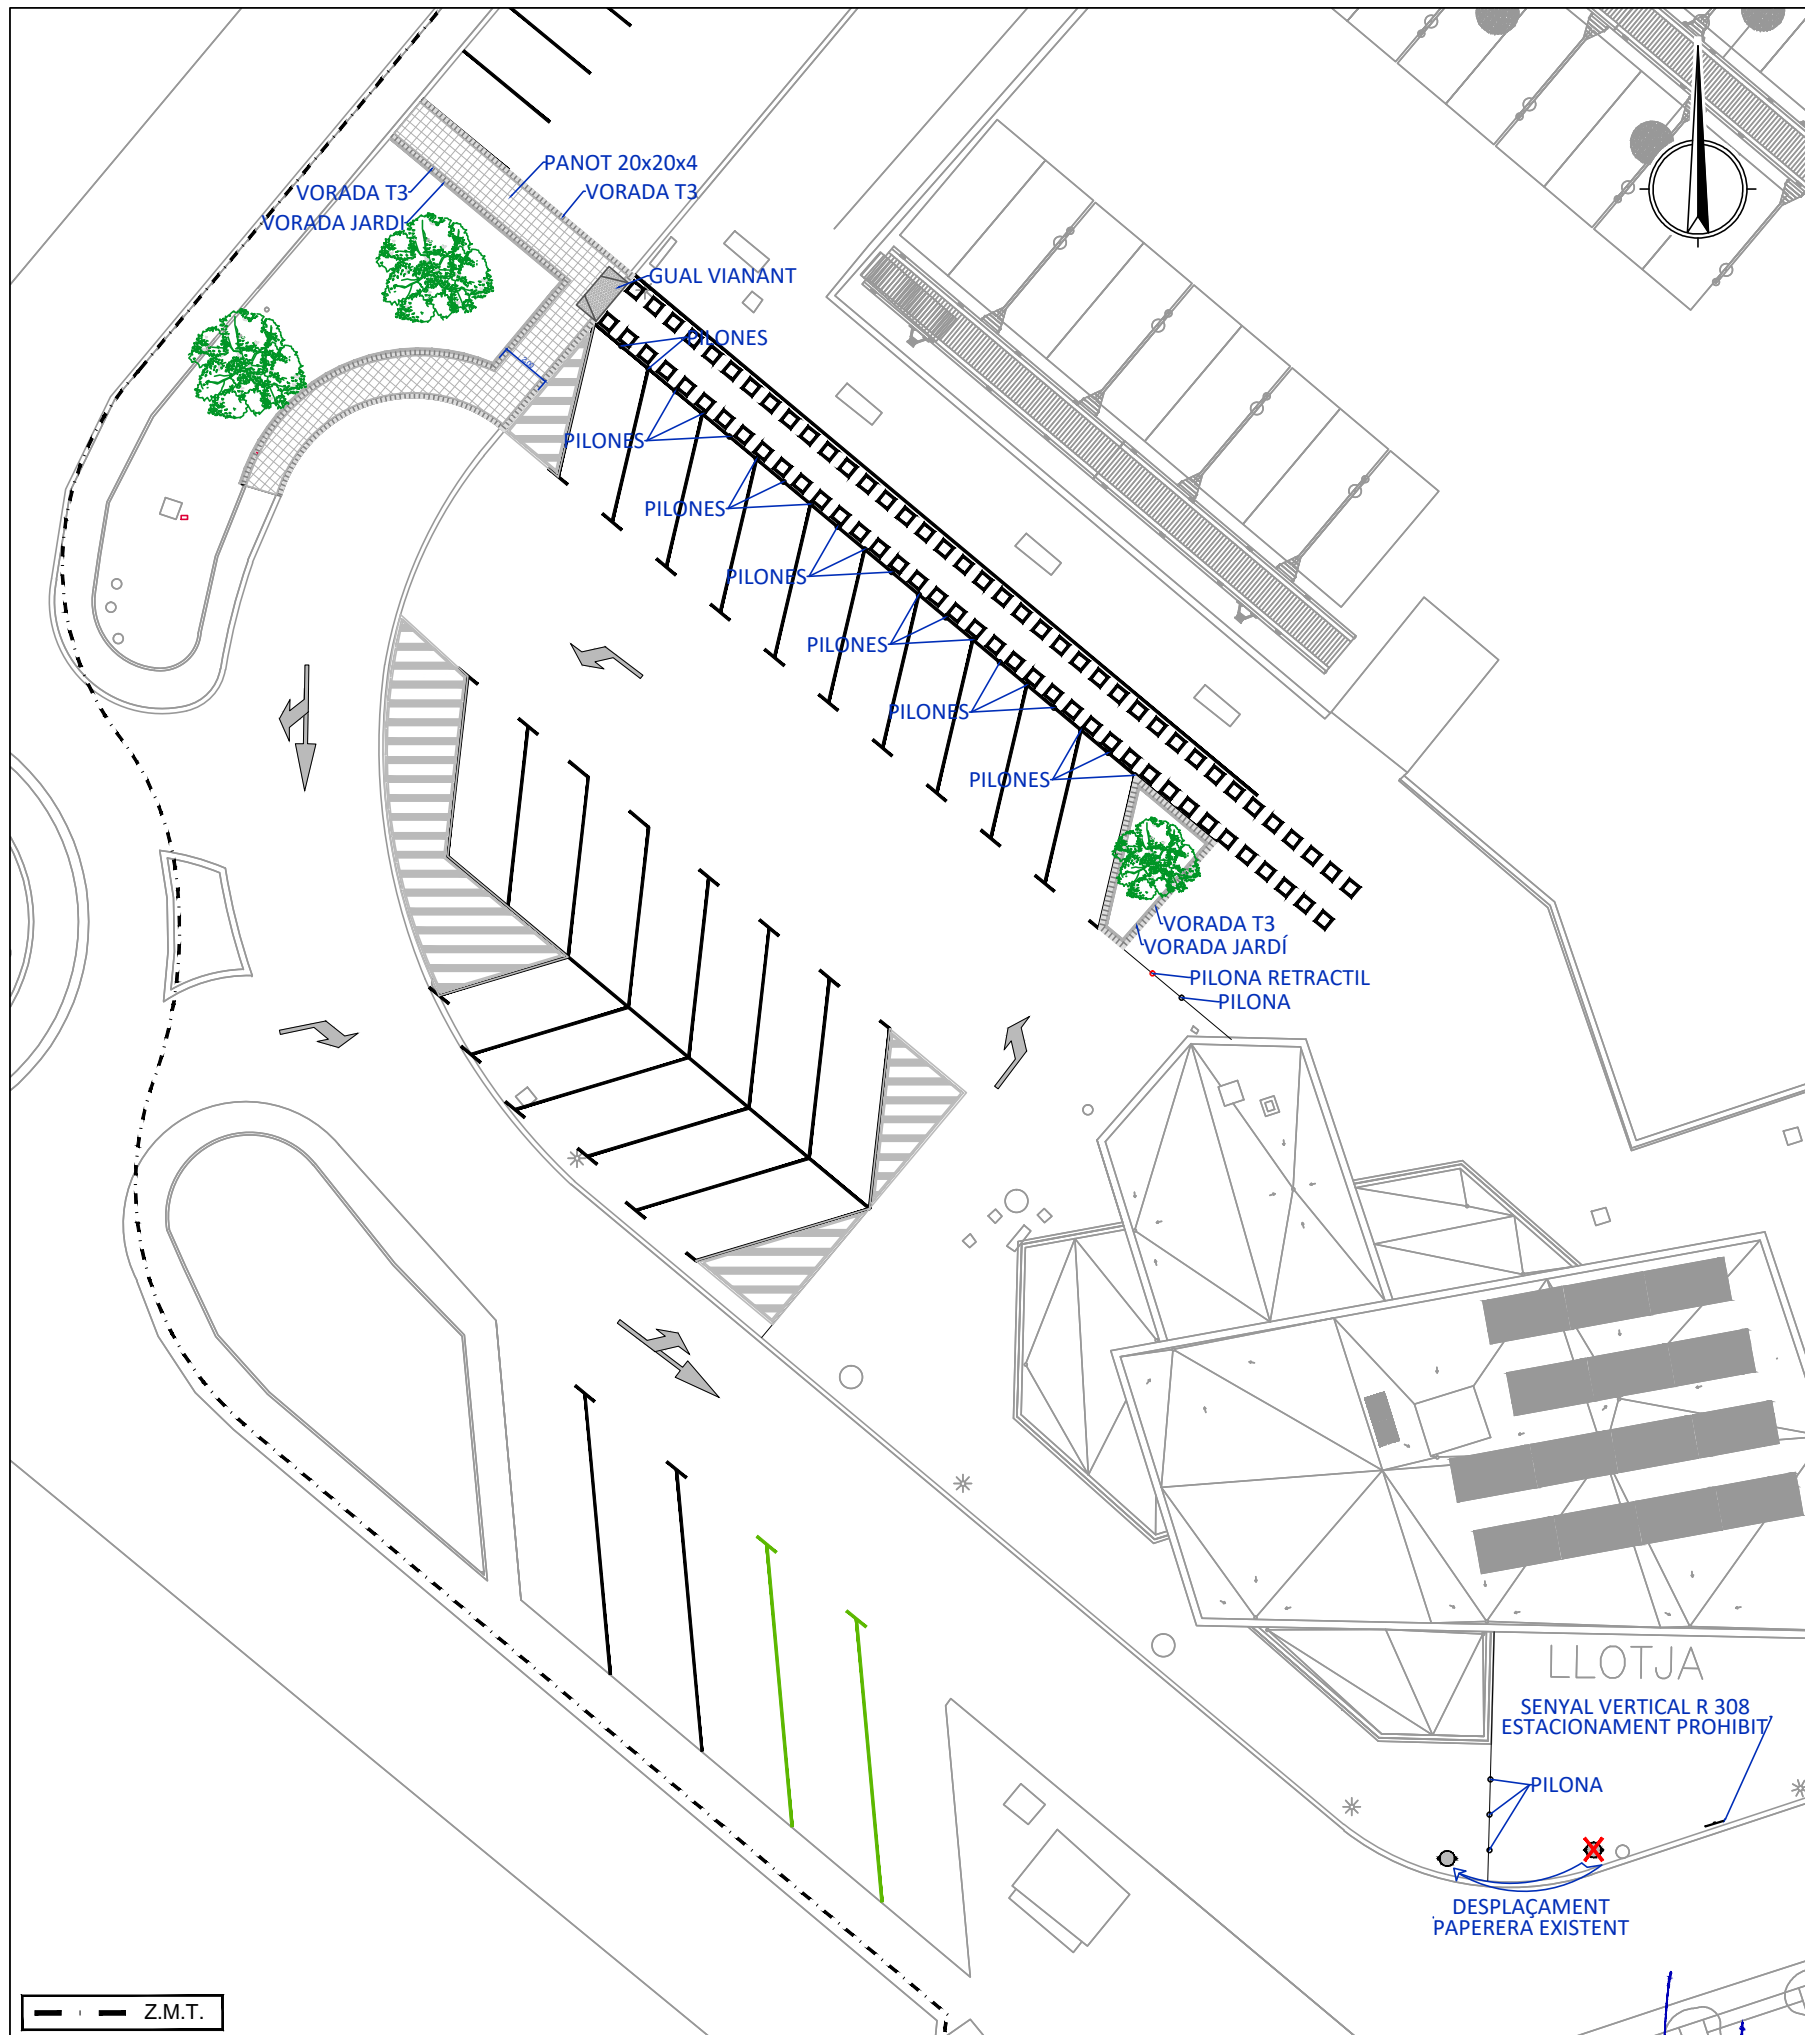 PANOT 20x20x4
VORADA T3
VORADA T3
VORADA JARDI
GUAL VIANANT
PILONES
PILONES
PILONES
PILONES
PILONES
PILONES
PILONES
VORADA T3
VORADA JARDÍ
PILONA RETRACTIL
PILONA
LLOTJA
SENYAL VERTICAL R 308
ESTACIONAMENT PROHIBIT
PILONA
DESPLAÇAMENT
PAPERERA EXISTENT
Z.M.T.